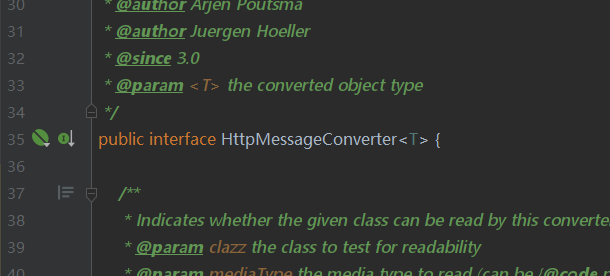 30 * @author Arjen Poutsma
31 * @author Juergen Hoeller
32 * @since 3.0
33 * @param <T> the converted object type
34 */
35 public interface HttpMessageConverter<T> {
36
37 /**
38 * Indicates whether the given class can be read by this converte
39 * @param clazz the class to test for readability
40 * @param mediaType the media type to read (can be {@code